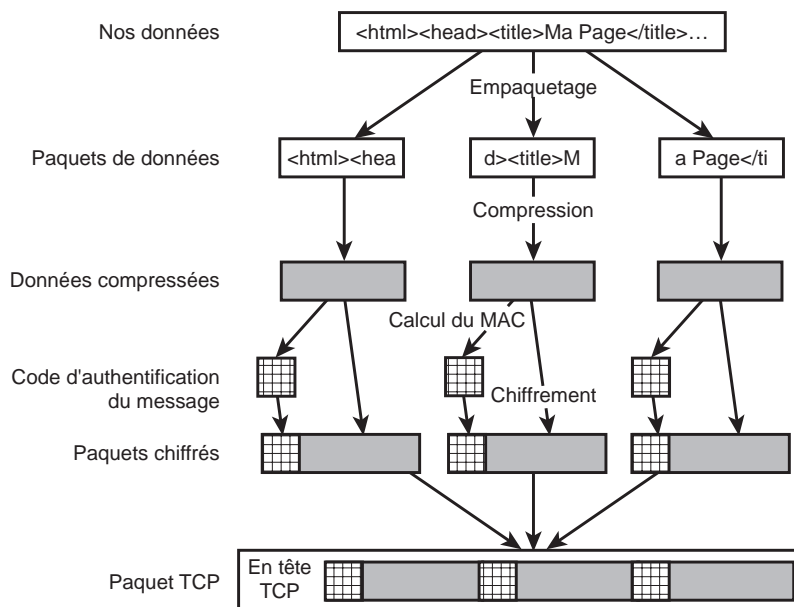 Nos données
<html><head><title>Ma Page</title>…
Empaquetage
Paquets de données
<html><hea
d><title>M
a Page</ti
Compression
Données compressées
Calcul du MAC
Code d'authentification
du message
Chiffrement
Paquets chiffrés
Paquet TCP
En tête
TCP